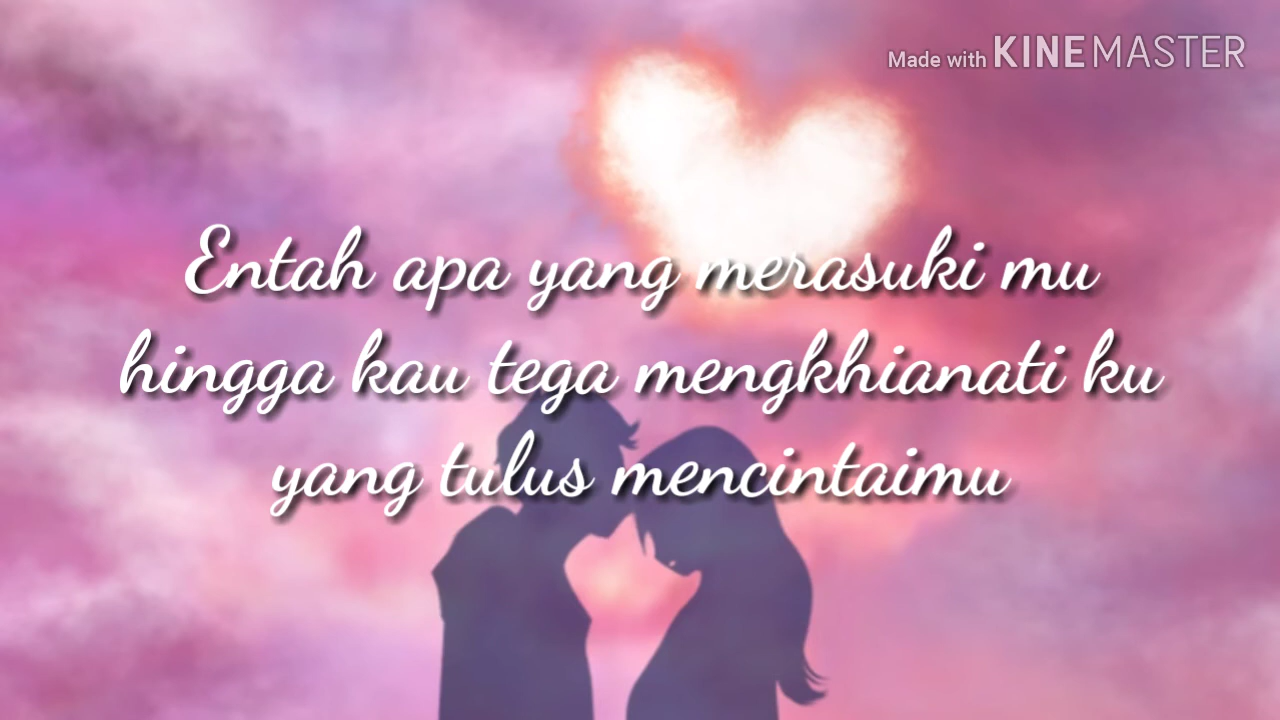 Made with KINEMASTER
Entah apa yang merasuki mu
hingga kau tega mengkhianati ku
yang tulus mencintaimu